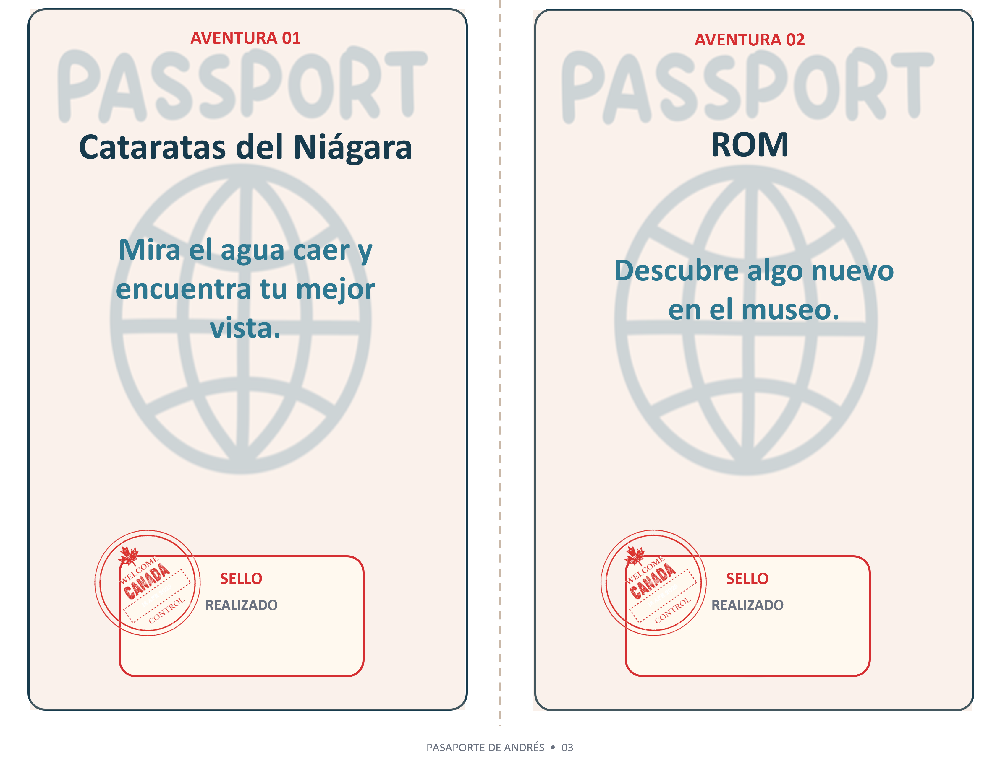 AVENTURA 01
PASSPORT
Cataratas del Niágara
Mira el agua caer y
encuentra tu mejor
vista.
WELCOME
CANADA
CONTROL
SELLO
REALIZADO
AVENTURA 02
PASSPORT
ROM
Descubre algo nuevo
en el museo.
WELCOME
CANADA
CONTROL
SELLO
REALIZADO
PASAPORTE DE ANDRÉS • 03